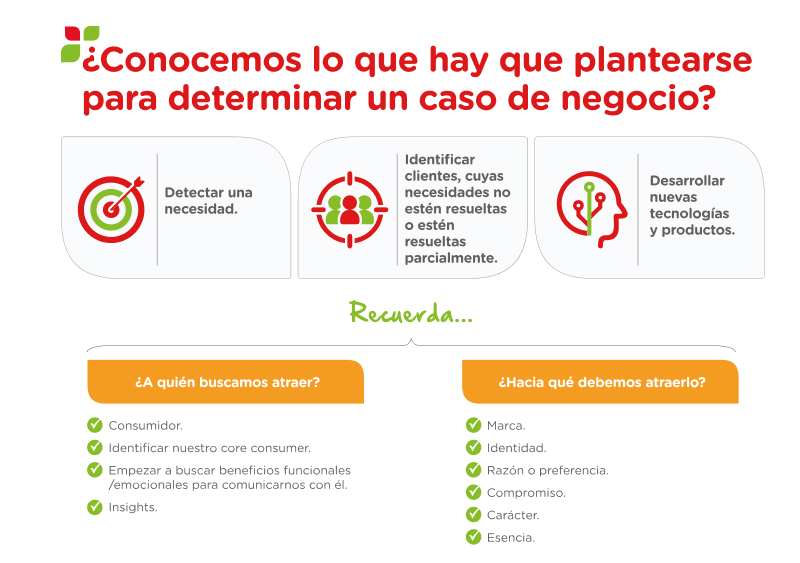 ¿Conocemos lo que hay que plantearse
para determinar un caso de negocio?
Detectar una
necesidad.
Identificar
clientes, cuyas
necesidades no
estén resueltas
o estén
resueltas
parcialmente.
Desarrollar
nuevas
tecnologías
y productos.
Recuerda...
¿A quién buscamos atraer?
Consumidor.
Identificar nuestro core consumer.
Empezar a buscar beneficios funcionales
/emocionales para comunicarnos con él.
Insights.
¿Hacia qué debemos atraerlo?
Marca.
Identidad.
Razón o preferencia.
Compromiso.
Carácter.
Esencia.